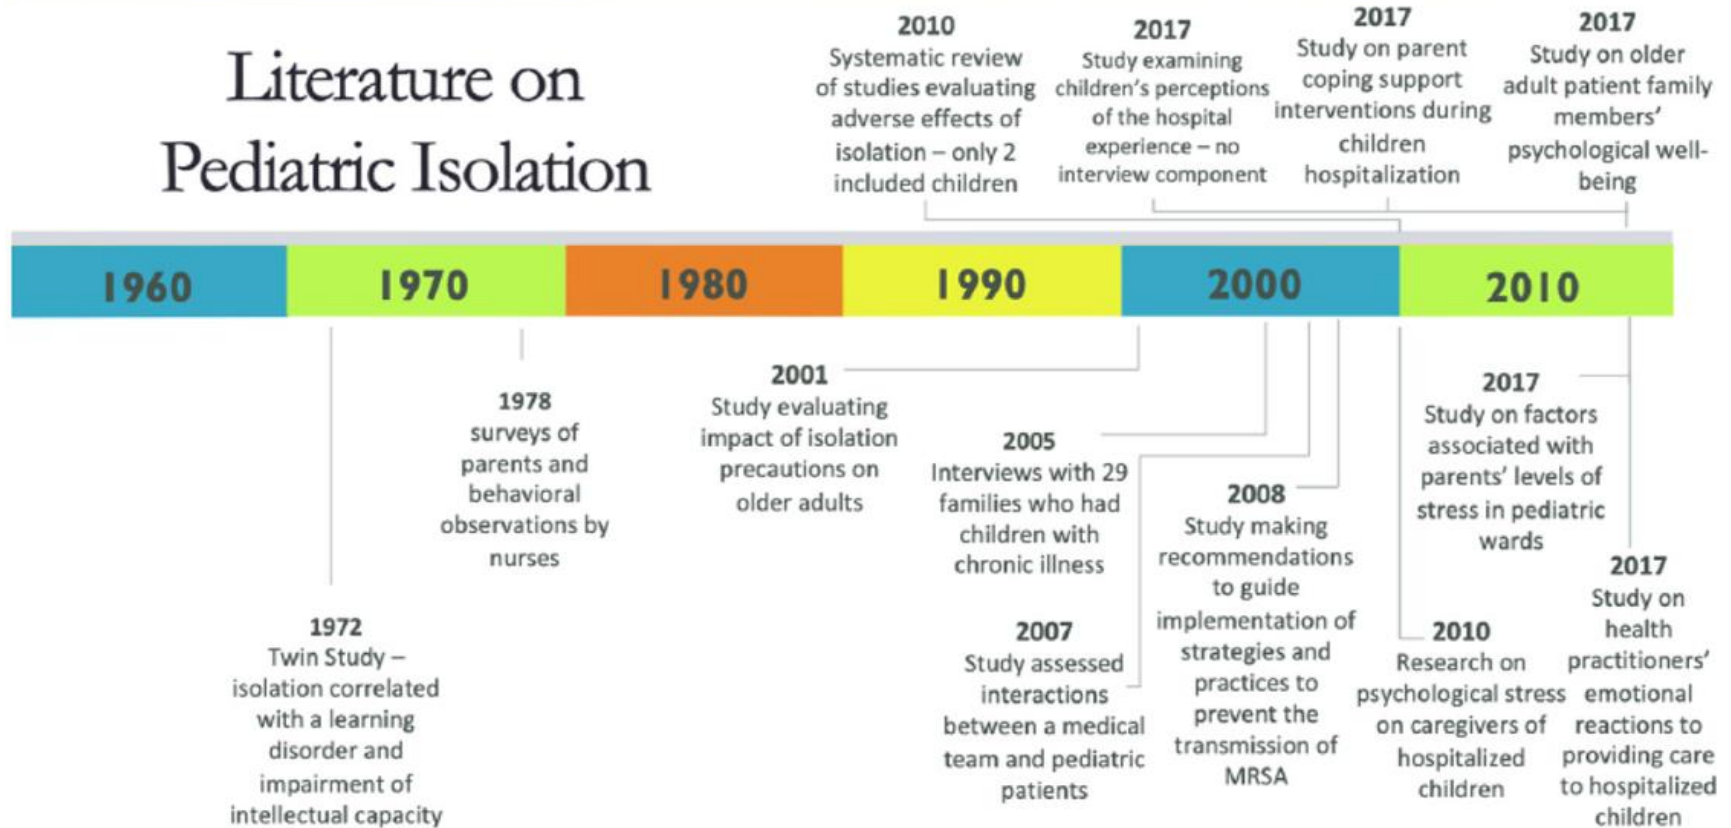 Literature on
Pediatric Isolation
2010
Systematic review
of studies evaluating
adverse effects of
isolation – only 2
included children
2017
Study examining
children's perceptions
of the hospital
experience – no
interview component
2017
Study on parent
coping support
interventions during
children
hospitalization
2017
Study on older
adult patient family
members'
psychological well-
being
1960
1970
1980
1990
2000
2010
1972
Twin Study –
isolation correlated
with a learning
disorder and
impairment of
intellectual capacity
1978
surveys of
parents and
behavioral
observations by
nurses
2001
Study evaluating
impact of isolation
precautions on
older adults
2005
Interviews with 29
families who had
children with
chronic illness
2007
Study assessed
interactions
between a medical
team and pediatric
patients
2008
Study making
recommendations
to guide
implementation of
strategies and
practices to
prevent the
transmission of
MRSA
2010
Research on
psychological stress
on caregivers of
hospitalized
children
2017
Study on factors
associated with
parents' levels of
stress in pediatric
wards
2017
Study on
health
practitioners'
emotional
reactions to
providing care
to hospitalized
children